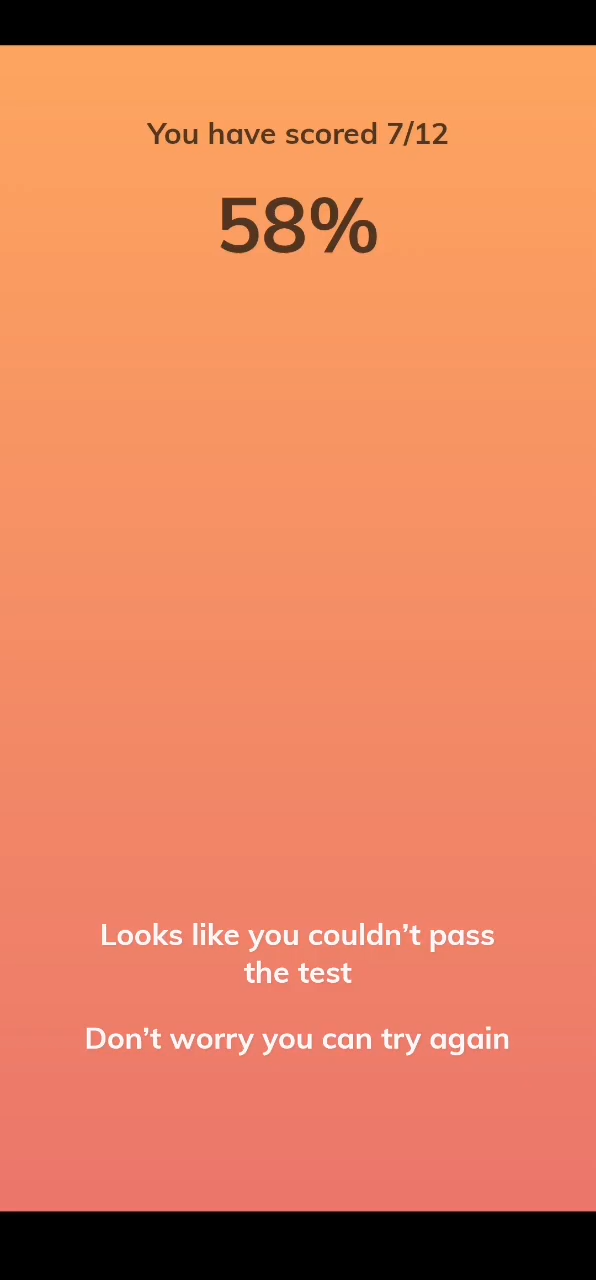 You have scored 7/12
58%
Looks like you couldn’t pass
the test
Don’t worry you can try again